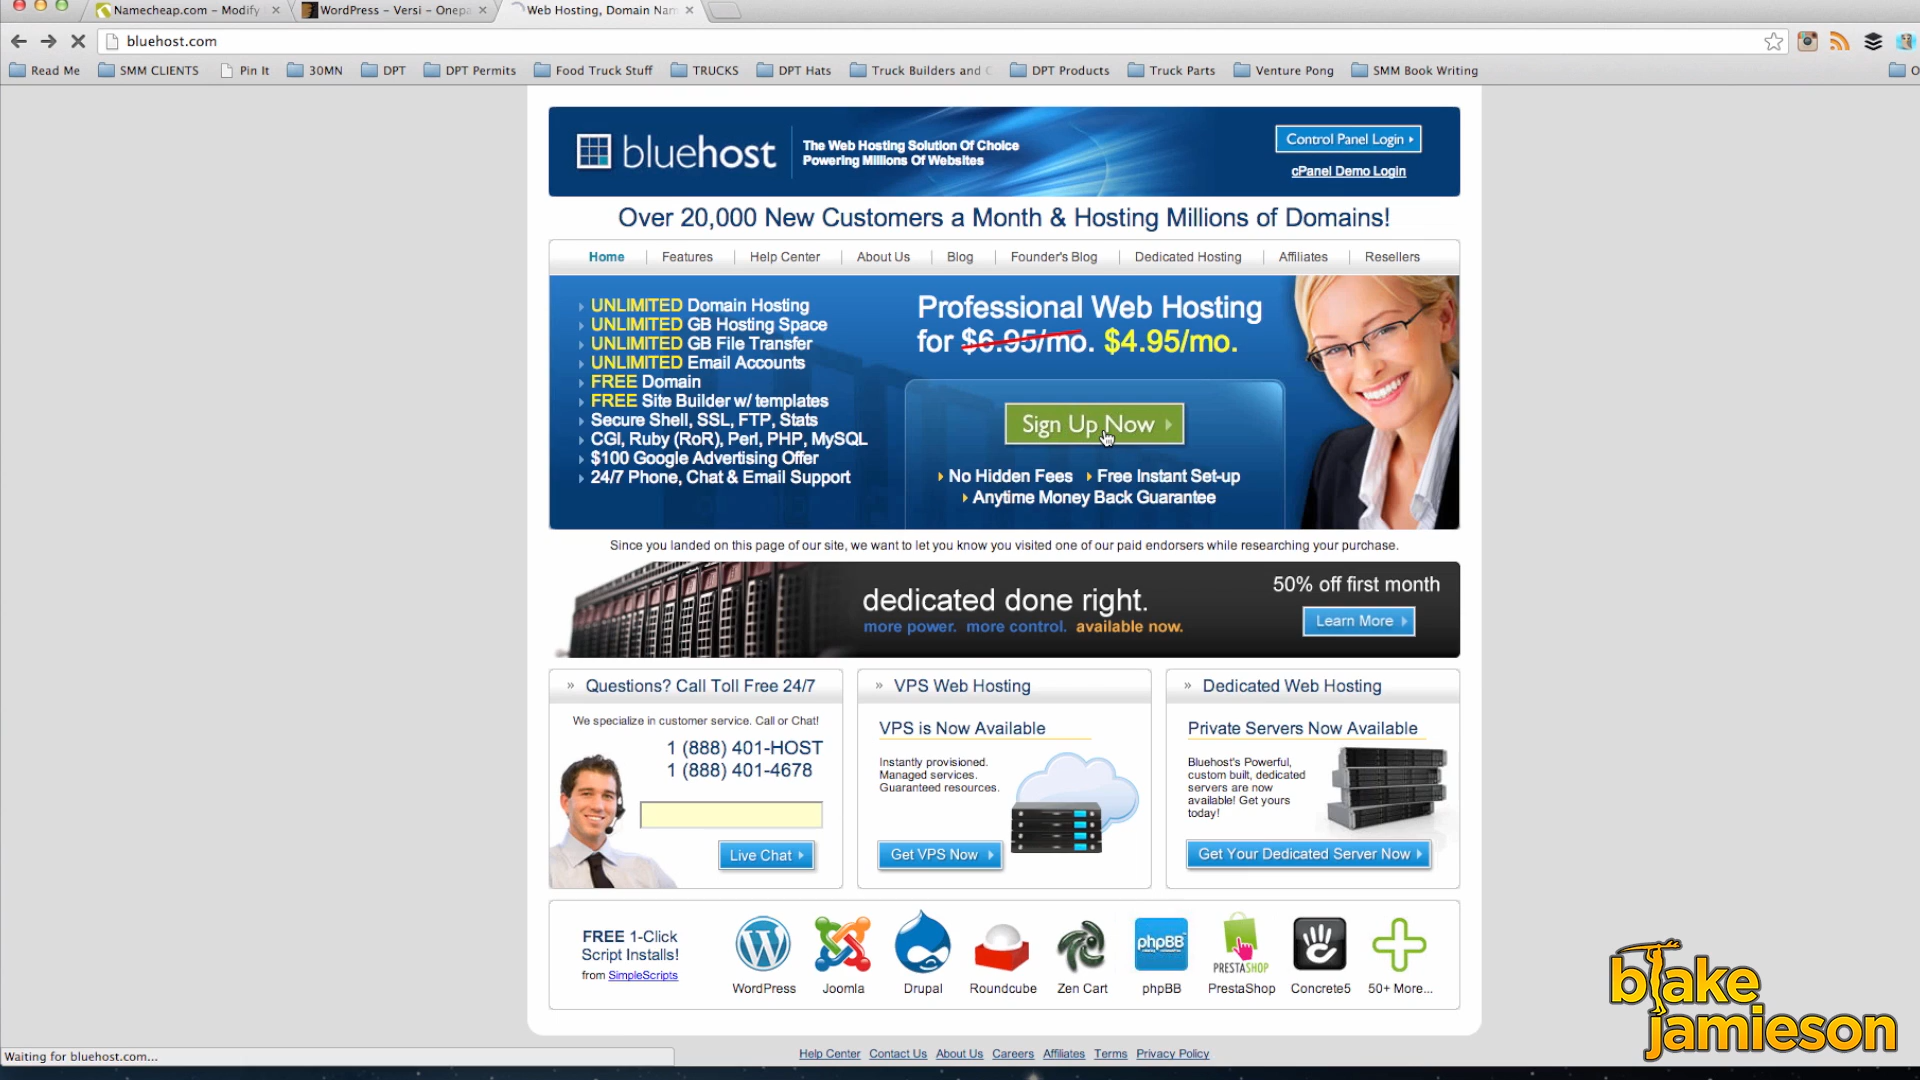 Namecheap.com – Modify
WordPress – Versi – Onepa
Web Hosting, Domain Nam
bluehost.com
Read Me
SMM CLIENTS
Pin It
30MN
DPT
DPT Permits
Food Truck Stuff
TRUCKS
DPT Hats
Truck Builders and C
DPT Products
Truck Parts
Venture Pong
SMM Book Writing
O
bluehost
The Web Hosting Solution Of Choice
Powering Millions Of Websites
Control Panel Login
cPanel Demo Login
Over 20,000 New Customers a Month & Hosting Millions of Domains!
Home
Features
Help Center
About Us
Blog
Founder's Blog
Dedicated Hosting
Affiliates
Resellers
UNLIMITED Domain Hosting
UNLIMITED GB Hosting Space
UNLIMITED GB File Transfer
UNLIMITED Email Accounts
FREE Domain
FREE Site Builder w/ templates
Secure Shell, SSL, FTP, Stats
CGI, Ruby (RoR), Perl, PHP, MySQL
$100 Google Advertising Offer
24/7 Phone, Chat & Email Support
Professional Web Hosting
for $6.95/mo. $4.95/mo.
Sign Up Now
No Hidden Fees
Free Instant Set-up
Anytime Money Back Guarantee
Since you landed on this page of our site, we want to let you know you visited one of our paid endorsers while researching your purchase.
dedicated done right.
more power. more control. available now.
50% off first month
Learn More
» Questions? Call Toll Free 24/7
We specialize in customer service. Call or Chat!
1 (888) 401-HOST
1 (888) 401-4678
Live Chat
» VPS Web Hosting
VPS is Now Available
Instantly provisioned.
Managed services.
Guaranteed resources.
Get VPS Now
» Dedicated Web Hosting
Private Servers Now Available
Bluehost's Powerful,
custom built, dedicated
servers are now
available! Get yours
today!
Get Your Dedicated Server Now
FREE 1-Click
Script Installs!
from SimpleScripts
WordPress
Joomla
Drupal
Roundcube
Zen Cart
phpBB
phpBB
PRESTASHOP
PrestaShop
Concrete5
50+ More...
blake
jamieson
Waiting for bluehost.com...
Help Center
Contact Us
About Us
Careers
Affiliates
Terms
Privacy Policy